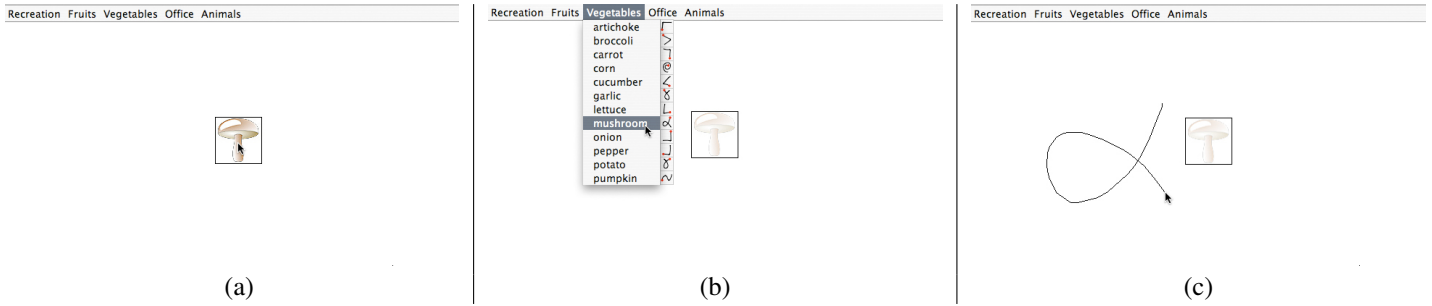 Recreation Fruits Vegetables Office Animals
(a)
Recreation Fruits Vegetables Office Animals
artichoke
broccoli
carrot
corn
cucumber
garlic
lettuce
mushroom
onion
pepper
potato
pumpkin
(b)
Recreation Fruits Vegetables Office Animals
(c)